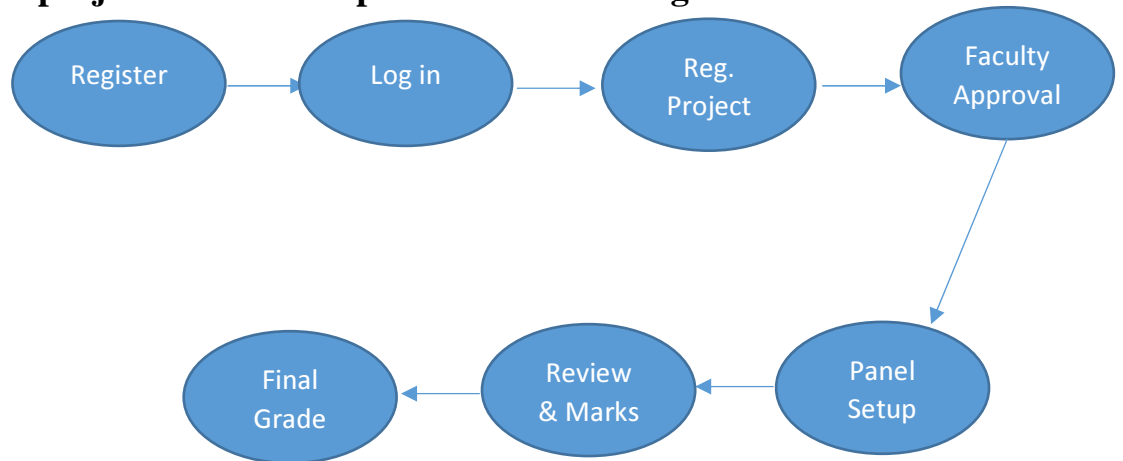 Register
Log in
Reg.
Project
Faculty
Approval
Panel
Setup
Review
& Marks
Final
Grade